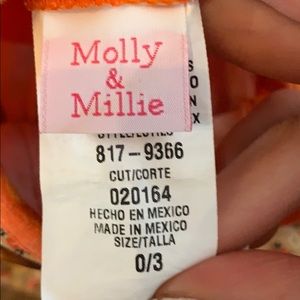 Molly
&
Millie
817-9366
CUT/CORTE
020164
HECHO EN MEXICO
MADE IN MEXICO
SIZE/TALLA
0/3